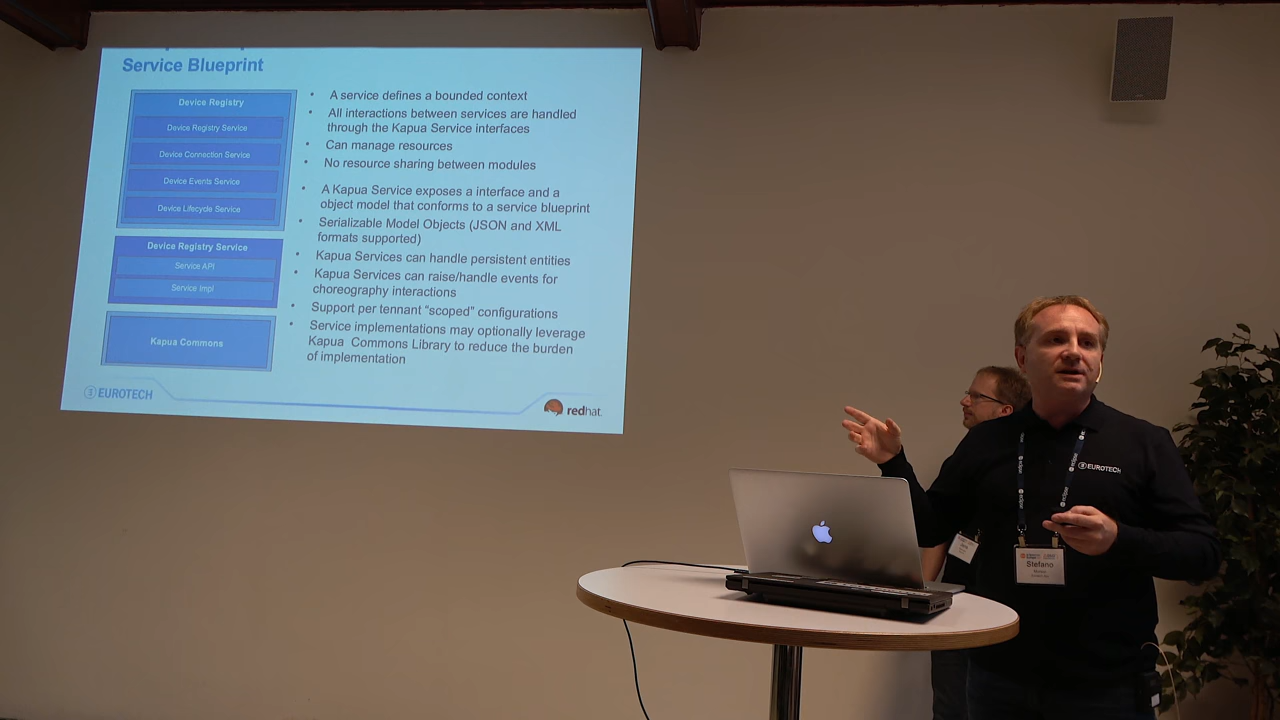 Service Blueprint
Device Registry
Device Registry Service
Device Connection Service
Device Events Service
Device Lifecycle Service
Device Registry Service
Service API
Service Impl
Kapua Commons
• A service defines a bounded context
• All interactions between services are handled
through the Kapua Service interfaces
• Can manage resources
• No resource sharing between modules
• A Kapua Service exposes a interface and a
object model that conforms to a service blueprint
• Serializable Model Objects (JSON and XML
formats supported)
• Kapua Services can handle persistent entities
• Kapua Services can raise/handle events for
choreography interactions
• Support per tennant “scoped” configurations
• Service implementations may optionally leverage
Kapua Commons Library to reduce the burden
of implementation
EUROTECH
redhat
EUROTECH
eclipse
eclipse
Stefano